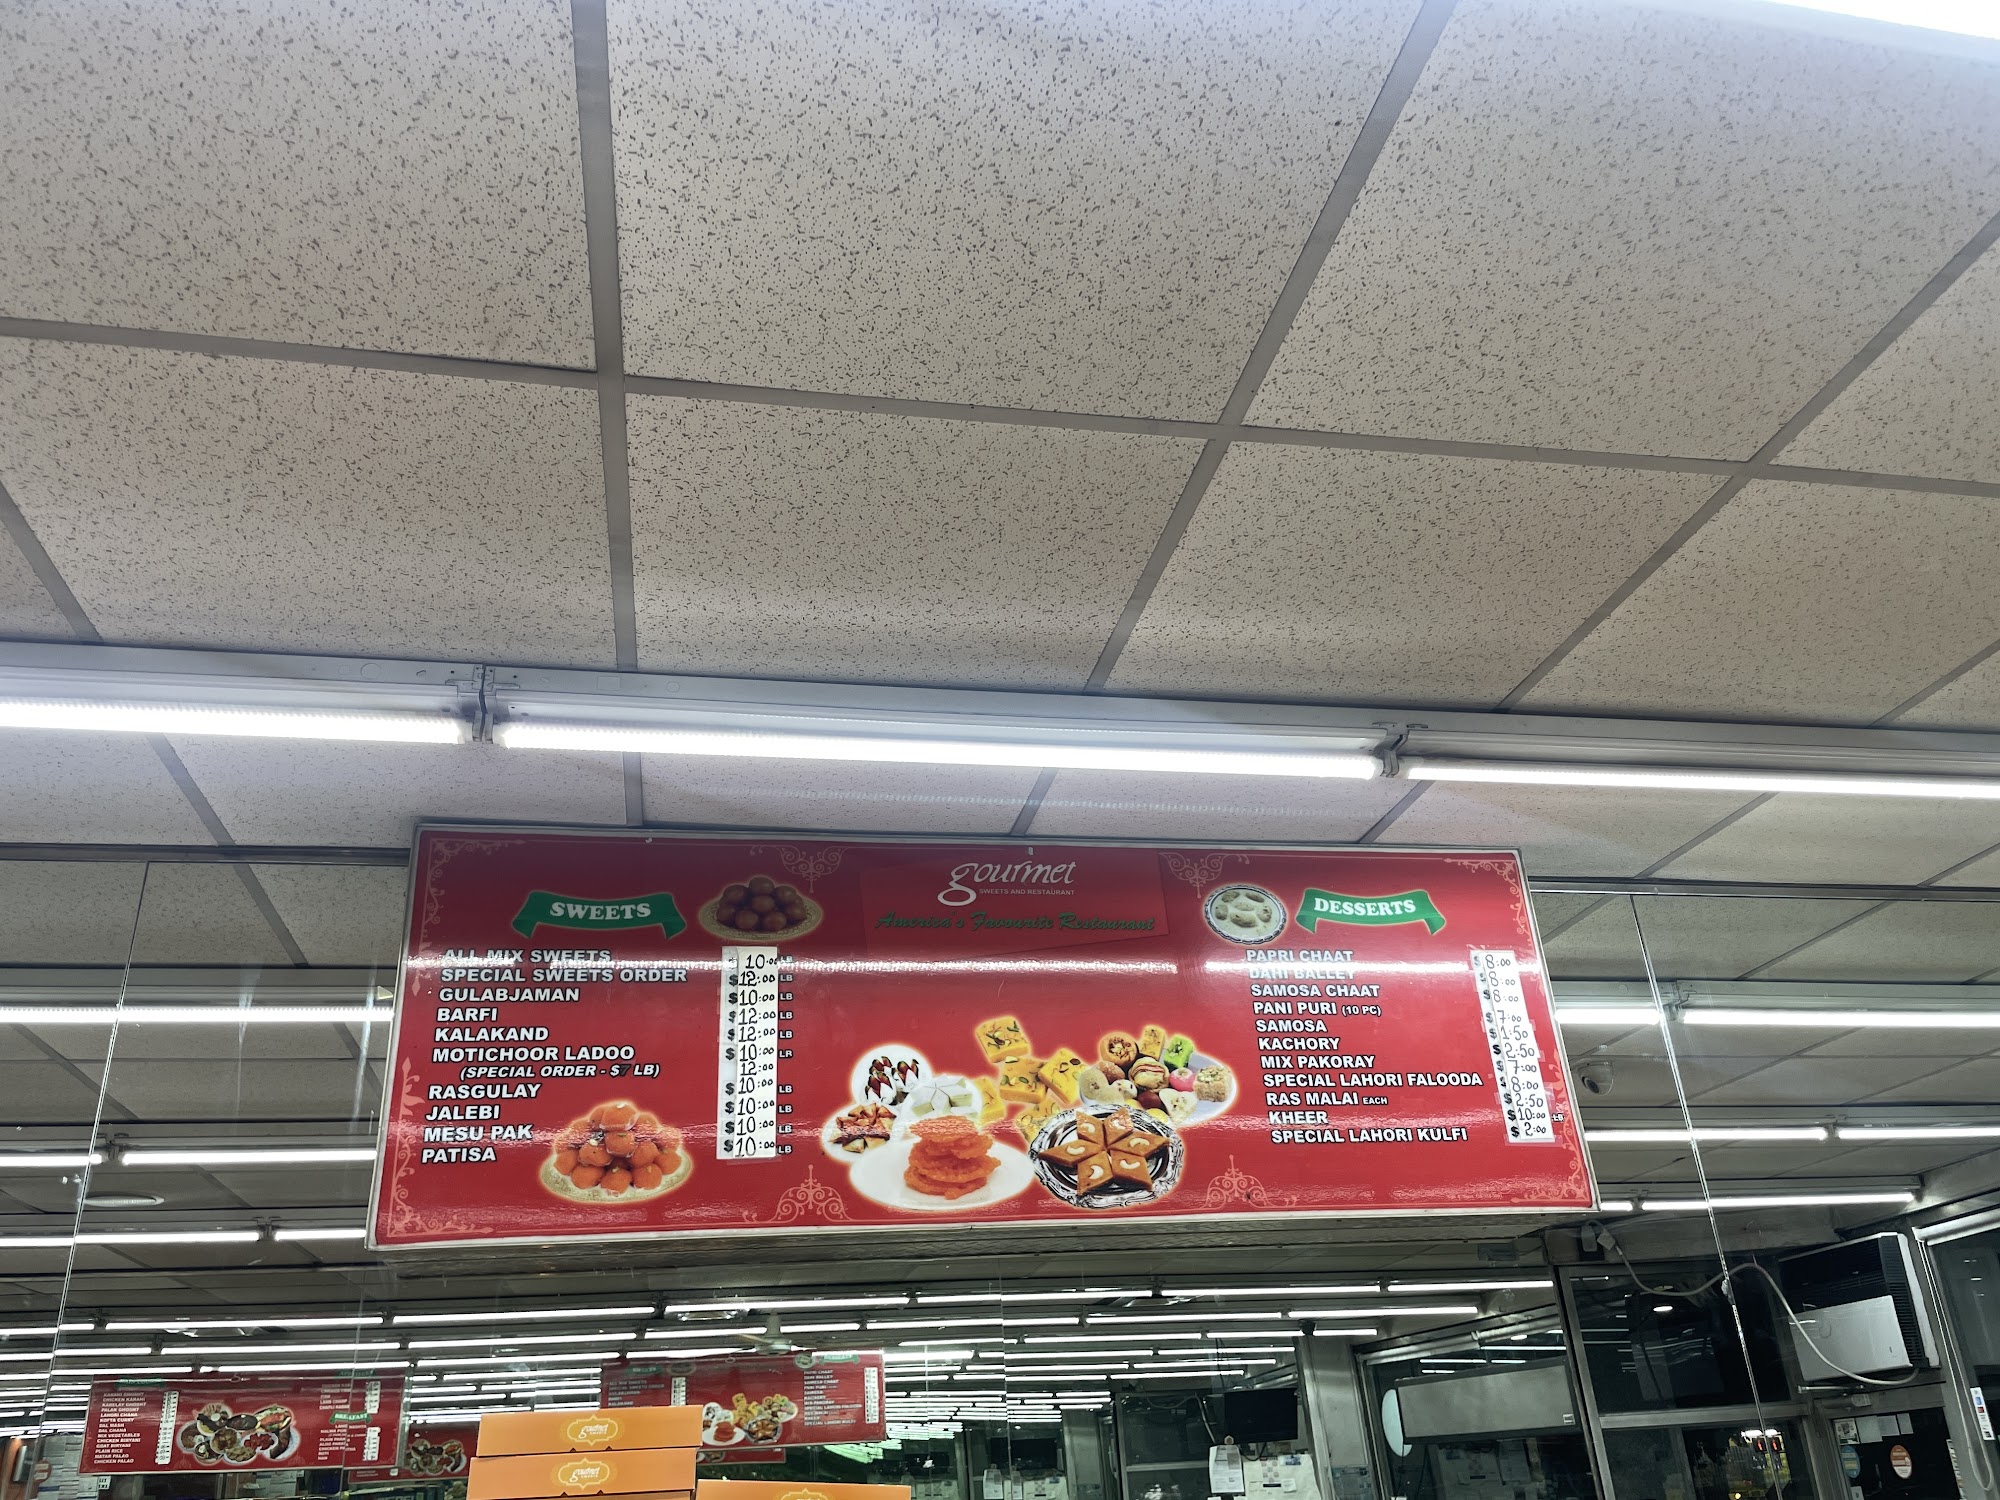 gourmet
SWEETS AND RESTAURANT
America's Favourite Restaurant
SWEETS
ALL MIX SWEETS 10.00 LB
SPECIAL SWEETS ORDER $12:00 LB
GULABJAMAN $10:00 LB
BARFI $12:00 LB
KALAKAND $12:00 LB
MOTICHOOR LADOO $10:00 LB
(SPECIAL ORDER - $7 LB) 12:00
RASGULAY $10:00 LB
JALEBI $10:00 LB
MESU PAK $10:00 LB
PATISA $10:00 LB
DESSERTS
PAPRI CHAAT $8:00
DAHI BALLEY $8:00
SAMOSA CHAAT $8:00
PANI PURI (10 PC) $7:00
SAMOSA $1:50
KACHORY $2:50
MIX PAKORAY $7:00
SPECIAL LAHORI FALOODA $8:00
RAS MALAI EACH $2:50
KHEER $10:00 LB
SPECIAL LAHORI KULFI $2:00
gourmet
gourmet